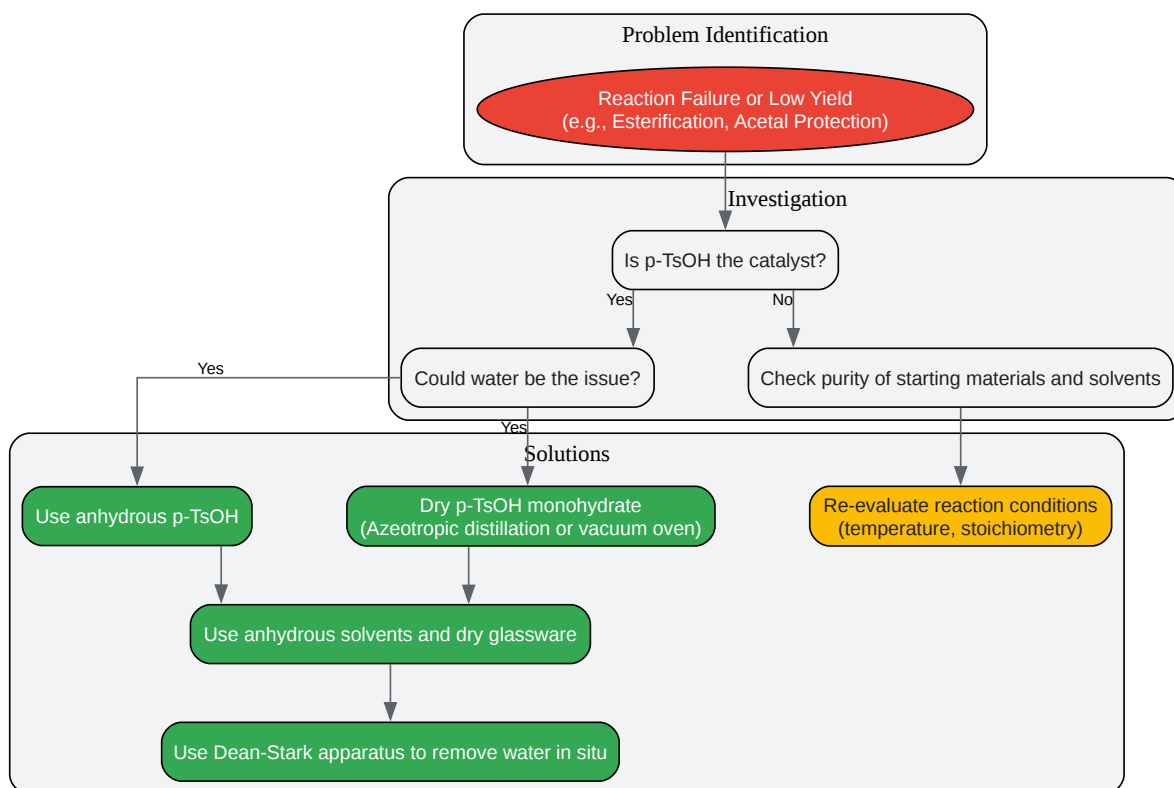 Problem Identification
Reaction Failure or Low Yield
(e.g., Esterification, Acetal Protection)
Investigation
Is p-TsOH the catalyst?
Yes
No
Could water be the issue?
Check purity of starting materials and solvents
Yes
Yes
Solutions
Use anhydrous p-TsOH
Dry p-TsOH monohydrate
(Azeotropic distillation or vacuum oven)
Re-evaluate reaction conditions
(temperature, stoichiometry)
Use anhydrous solvents and dry glassware
Use Dean-Stark apparatus to remove water in situ